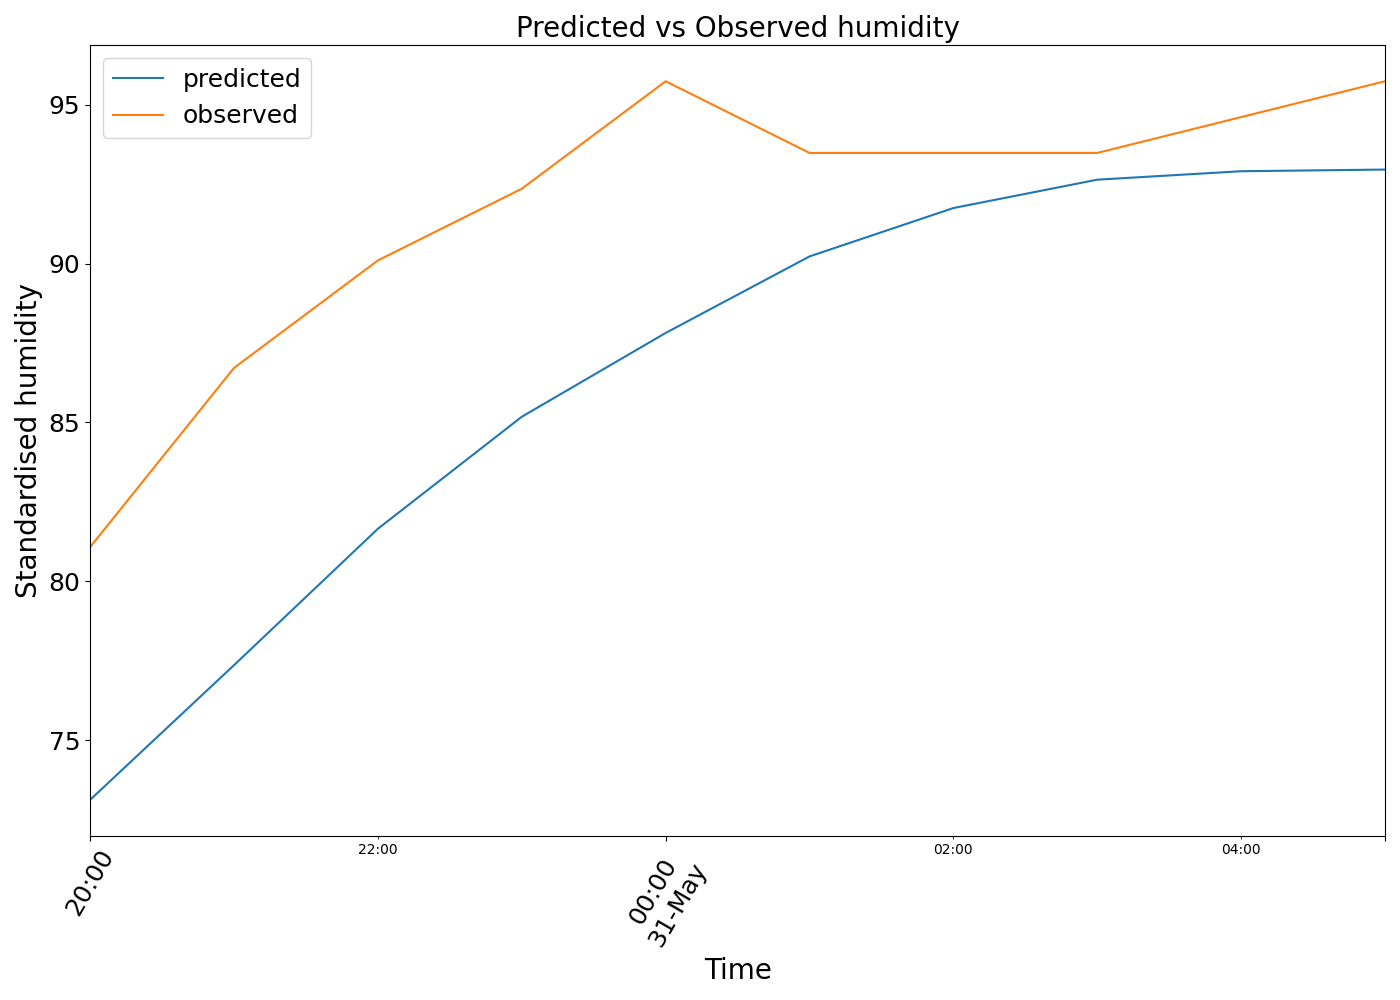 Predicted vs Observed humidity
predicted
observed
Standardised humidity
95
90
85
80
75
20:00
22:00
00:00
31-May
02:00
04:00
Time